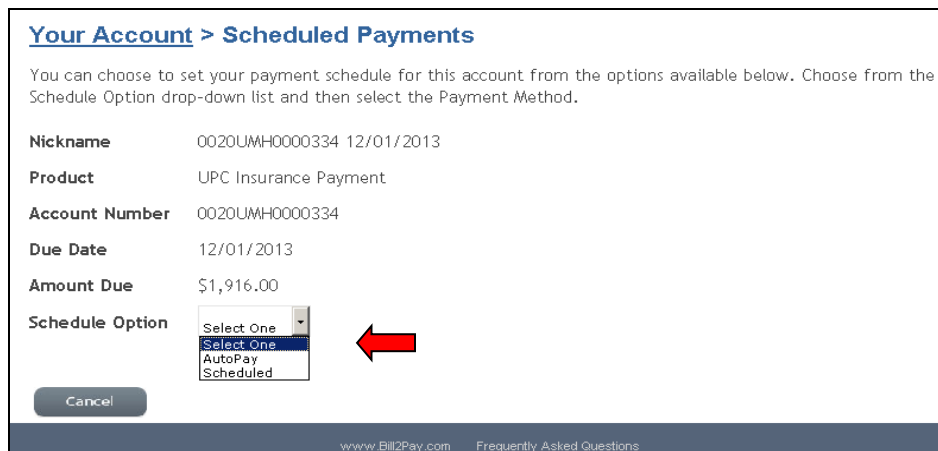 Your Account > Scheduled Payments
You can choose to set your payment schedule for this account from the options available below. Choose from the
Schedule Option drop-down list and then select the Payment Method.
Nickname 0020UMH0000334 12/01/2013
Product UPC Insurance Payment
Account Number 0020UMH0000334
Due Date 12/01/2013
Amount Due $1,916.00
Schedule Option Select One
Select One
AutoPay
Scheduled
Cancel
www.Bill2Pay.com Frequently Asked Questions